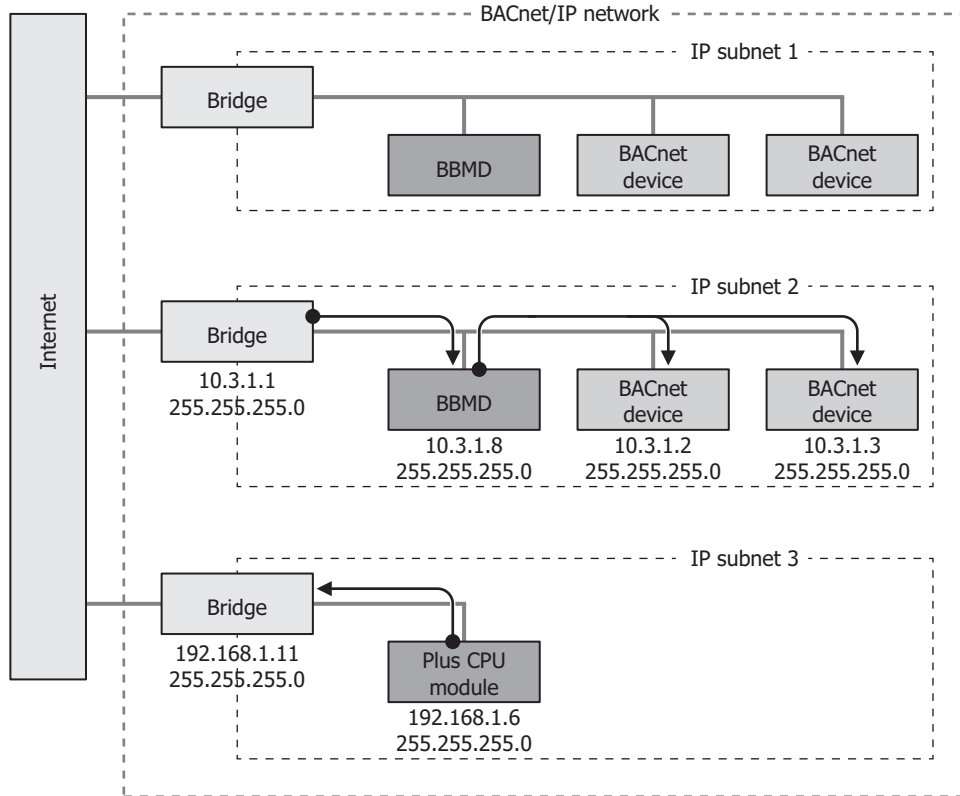 BACnet/IP network
Internet
IP subnet 1
Bridge
BBMD
BACnet
device
BACnet
device
IP subnet 2
Bridge
10.3.1.1
255.255.255.0
BBMD
10.3.1.8
255.255.255.0
BACnet
device
10.3.1.2
255.255.255.0
BACnet
device
10.3.1.3
255.255.255.0
IP subnet 3
Bridge
192.168.1.11
255.255.255.0
Plus CPU
module
192.168.1.6
255.255.255.0